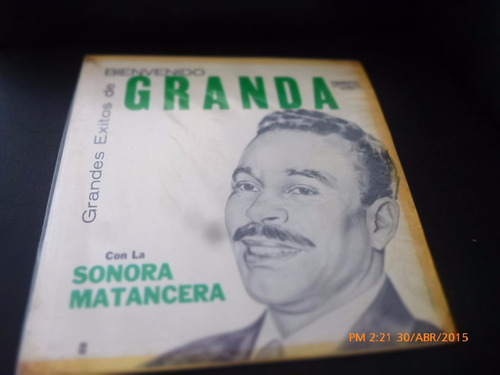 Grandes Exitos de
BIENVENIDO
GRANDA
Con La
SONORA
MATANCERA
PM 2:21 30/ABR/2015